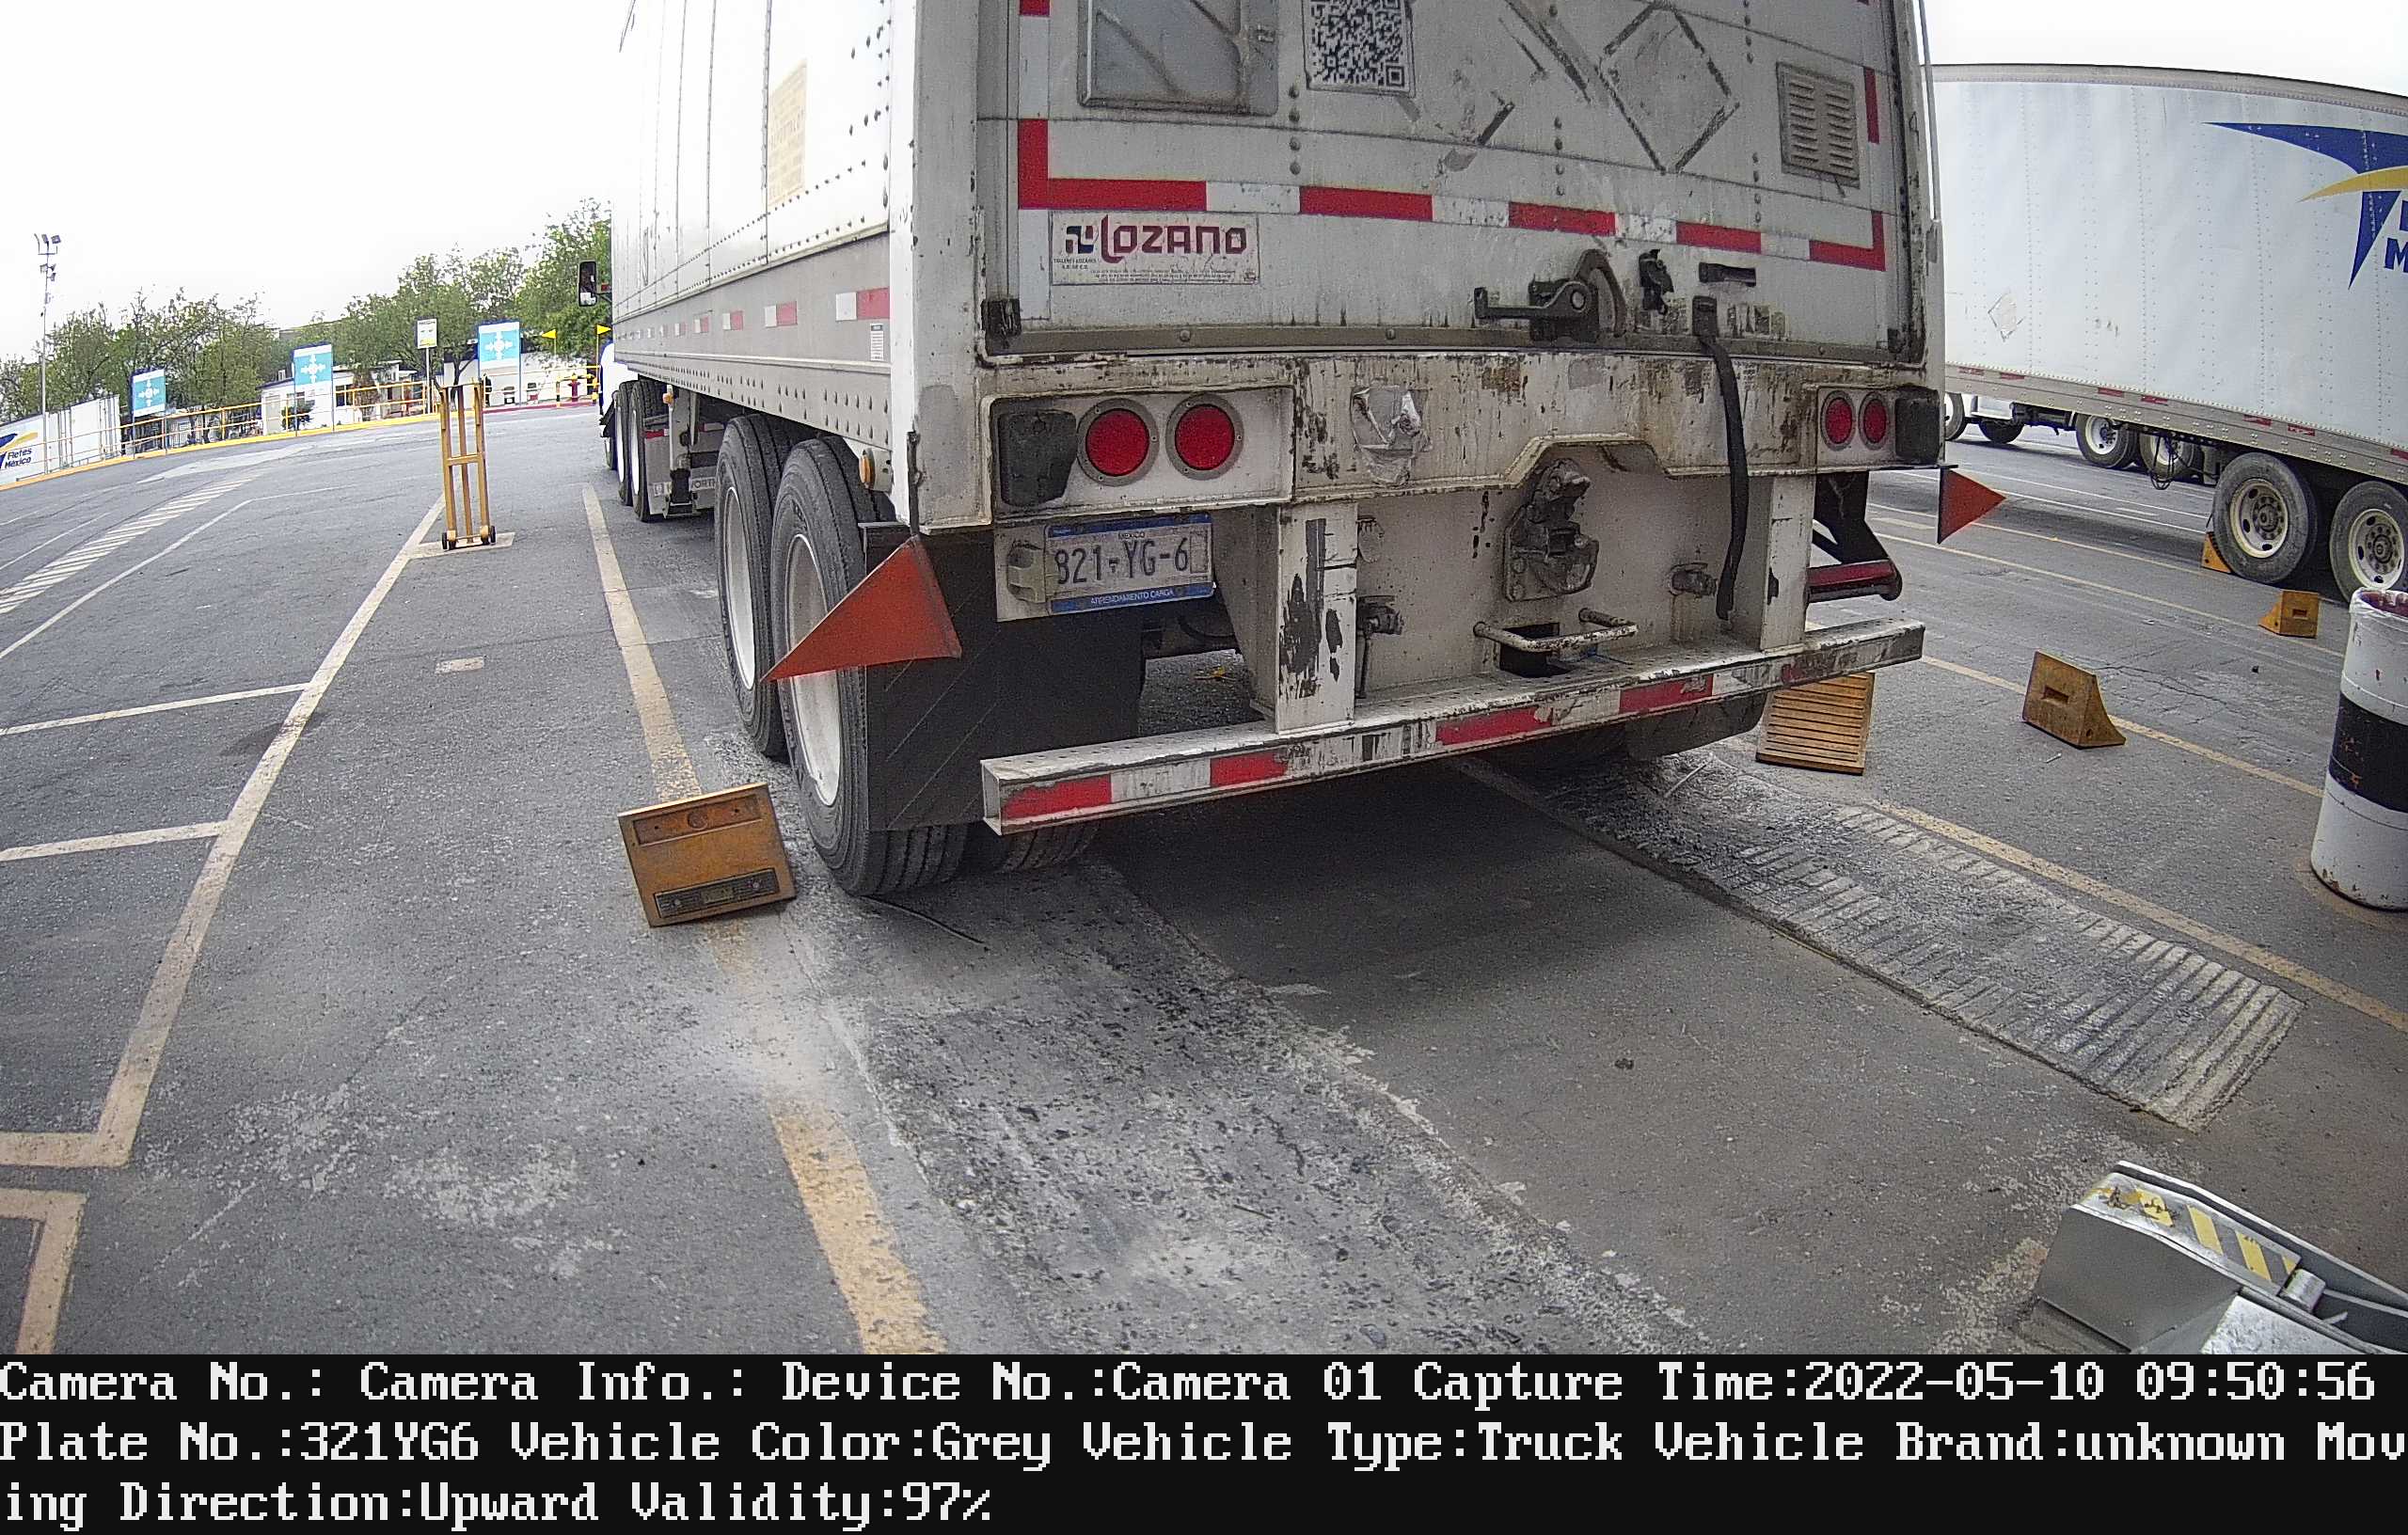 LOZANO
MEXICO
821-YG-6
ARRENDAMIENTO CARGA
Fletes
México
Camera No.: Camera Info.: Device No.:Camera 01 Capture Time:2022-05-10 09:50:56
Plate No.:321YG6 Vehicle Color:Grey Vehicle Type:Truck Vehicle Brand:unknown Mov
ing Direction:Upward Validity:97%